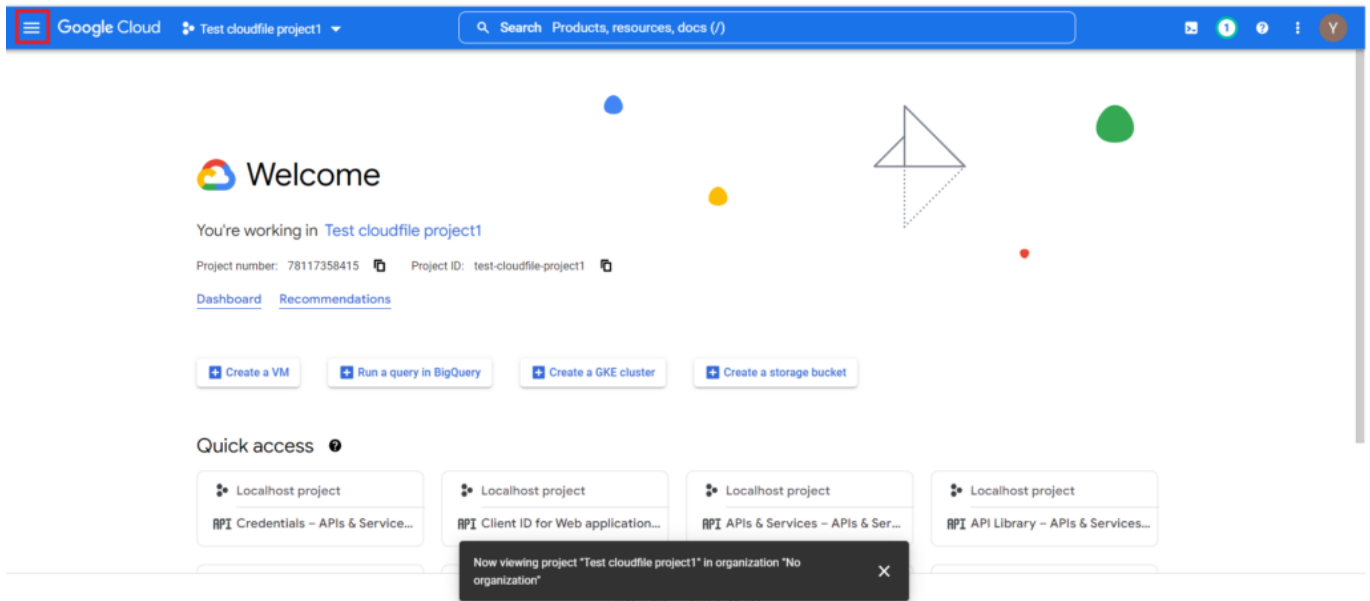 Google Cloud Test cloudfile project1 Search Products, resources, docs (/) 1 Y
Welcome
You're working in Test cloudfile project1
Project number: 78117358415 Project ID: test-cloudfile-project1
Dashboard Recommendations
Create a VM Run a query in BigQuery Create a GKE cluster Create a storage bucket
Quick access
Localhost project Localhost project Localhost project Localhost project
API Credentials – APIs & Service... API Client ID for Web application... API APIs & Services – APIs & Ser... API API Library – APIs & Services...
Now viewing project "Test cloudfile project1" in organization "No
organization"